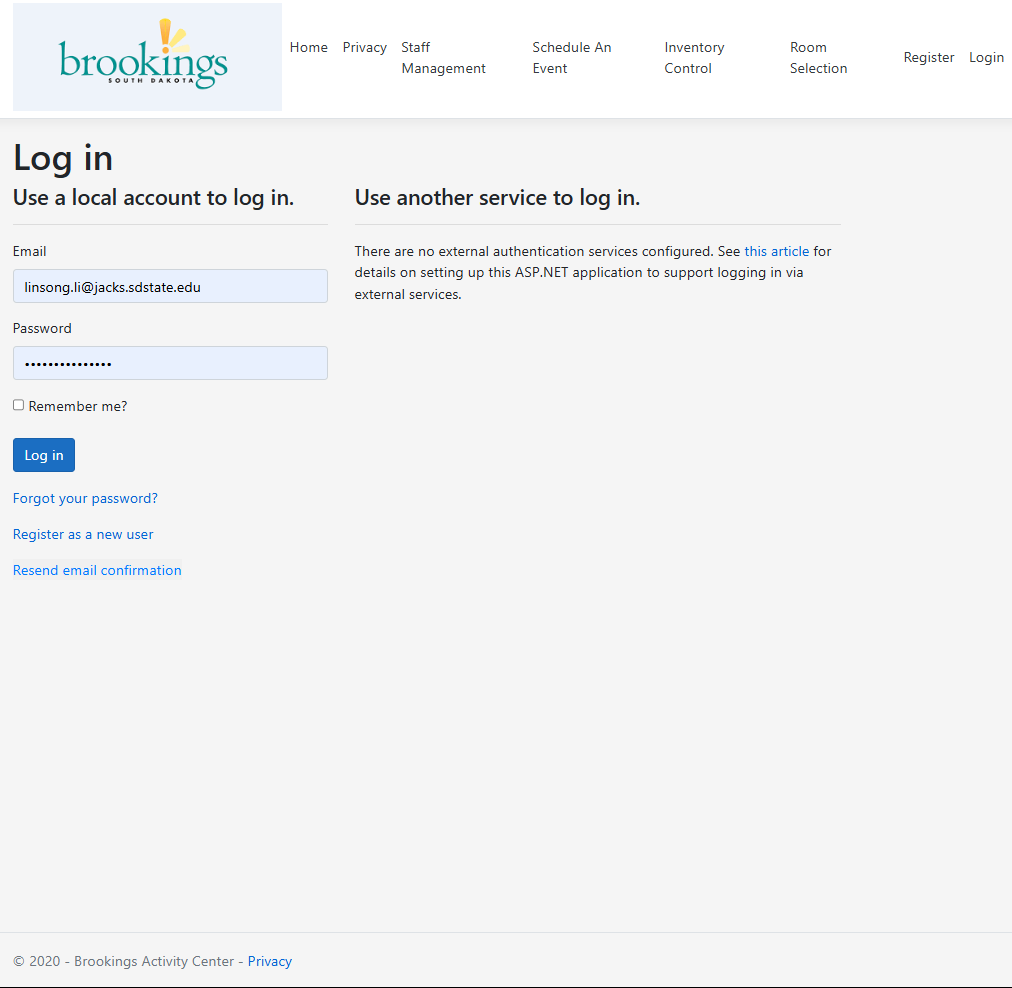 brookings
SOUTH DAKOTA
Home
Privacy
Staff
Management
Schedule An
Event
Inventory
Control
Room
Selection
Register
Login
Log in
Use a local account to log in.
Email
linsong.li@jacks.sdstate.edu
Password
•••••••••••••••
Remember me?
Log in
Forgot your password?
Register as a new user
Resend email confirmation
Use another service to log in.
There are no external authentication services configured. See this article for
details on setting up this ASP.NET application to support logging in via
external services.
© 2020 - Brookings Activity Center - Privacy